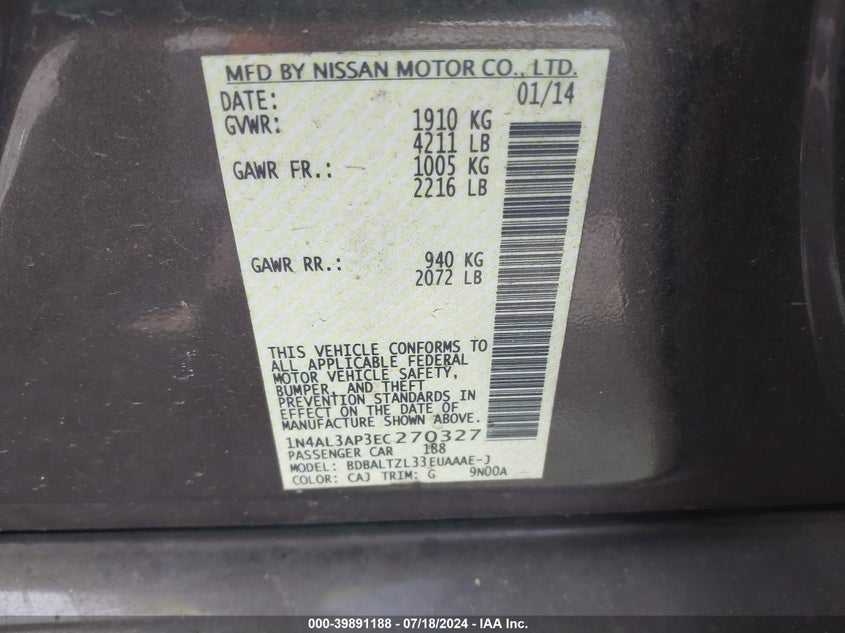 MFD BY NISSAN MOTOR CO., LTD.
DATE: 01/14
GVWR: 1910 KG
4211 LB
GAWR FR.: 1005 KG
2216 LB
GAWR RR.: 940 KG
2072 LB
THIS VEHICLE CONFORMS TO
ALL APPLICABLE FEDERAL
MOTOR VEHICLE SAFETY,
BUMPER, AND THEFT
PREVENTION STANDARDS IN
EFFECT ON THE DATE OF
MANUFACTURE SHOWN ABOVE.
1N4AL3AP3EC270327
PASSENGER CAR 188
MODEL: BDBALTZL33EUAAAE-J
COLOR: CAJ TRIM: G 9N00A
000-39891188 - 07/18/2024 - IAA Inc.